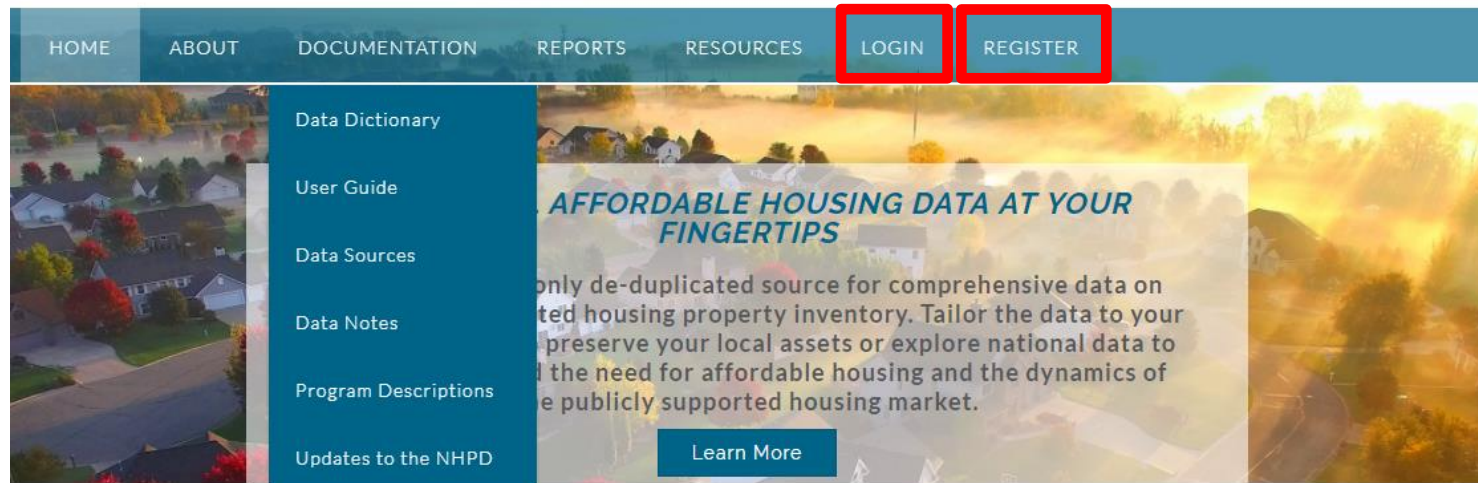 HOME ABOUT DOCUMENTATION REPORTS RESOURCES LOGIN REGISTER
Data Dictionary
User Guide
Data Sources
Data Notes
Program Descriptions
Updates to the NHPD
AFFORDABLE HOUSING DATA AT YOUR
FINGERTIPS
only de-duplicated source for comprehensive data on
housing property inventory. Tailor the data to your
preserve your local assets or explore national data to
the need for affordable housing and the dynamics of
publicly supported housing market.
Learn More